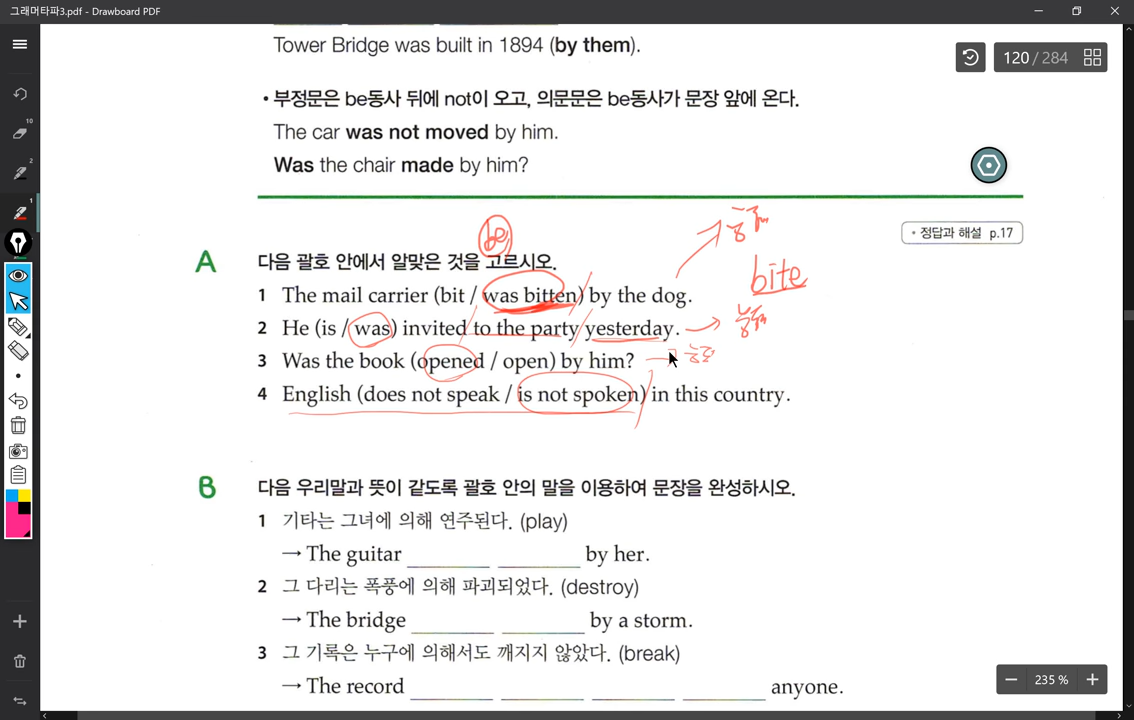 그래머타파3.pdf - Drawboard PDF
120 / 284
Tower Bridge was built in 1894 (by them).
• 부정문은 be동사 뒤에 not이 오고, 의문문은 be동사가 문장 앞에 온다.
The car was not moved by him.
Was the chair made by him?
• 정답과 해설 p.17
be
A 다음 괄호 안에서 알맞은 것을 고르시오.
bite
1 The mail carrier (bit / was bitten) by the dog.
2 He (is / was) invited to the party yesterday.
3 Was the book (opened / open) by him?
4 English (does not speak / is not spoken) in this country.
B 다음 우리말과 뜻이 같도록 괄호 안의 말을 이용하여 문장을 완성하시오.
1 기타는 그녀에 의해 연주된다. (play)
→ The guitar ______ ______ by her.
2 그 다리는 폭풍에 의해 파괴되었다. (destroy)
→ The bridge ______ ______ by a storm.
3 그 기록은 누구에 의해서도 깨지지 않았다. (break)
→ The record ______ ______ ______ ______ anyone.
10
2
1
235 %